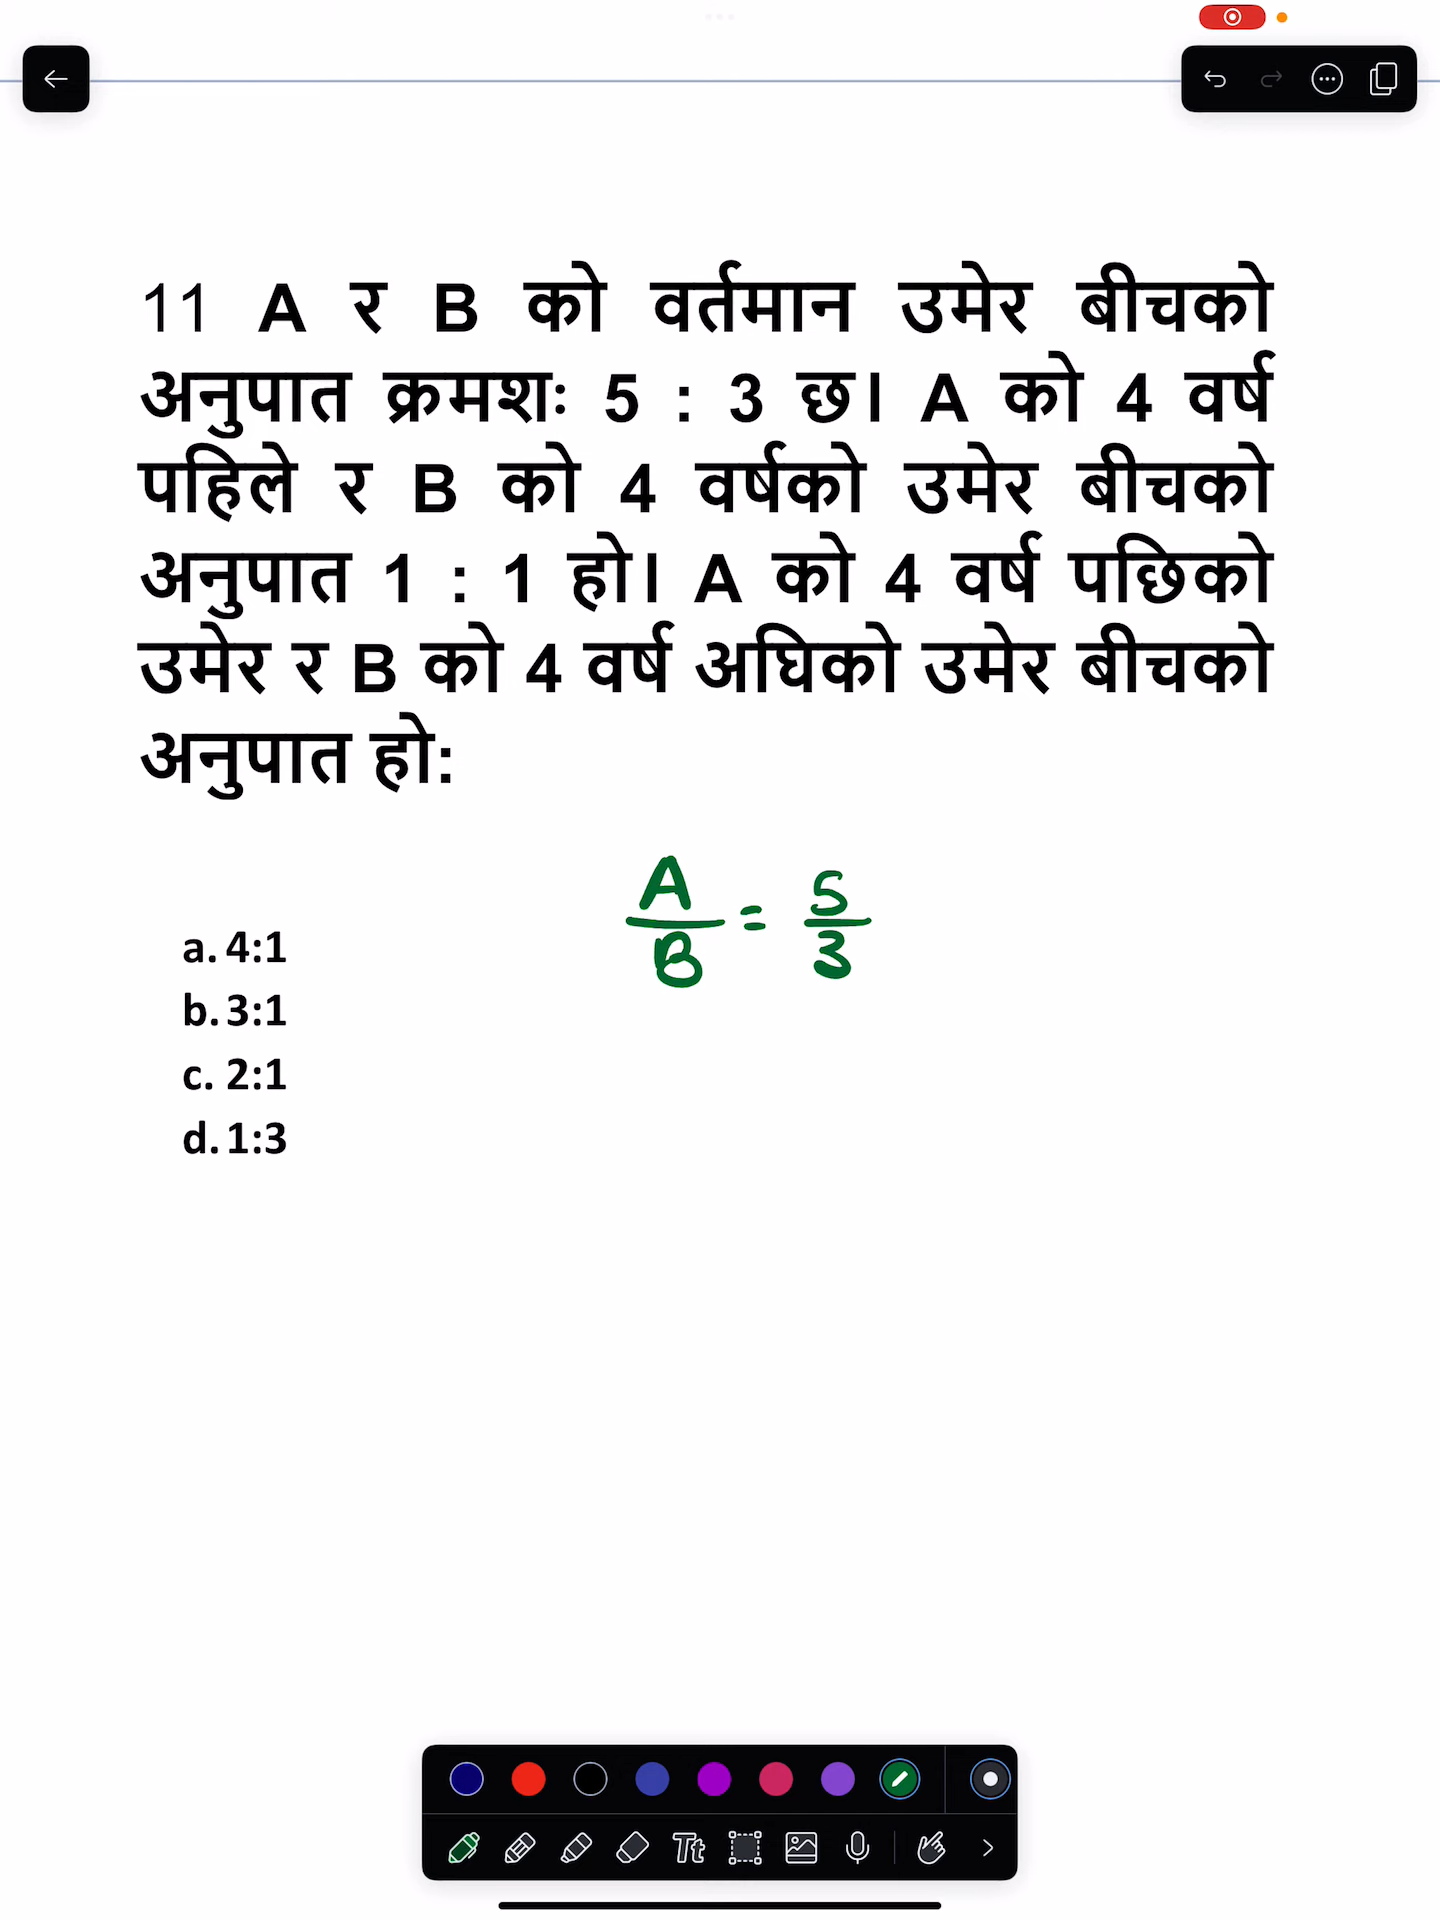 11 A र B को वर्तमान उमेर बीचको
अनुपात क्रमशः 5 : 3 छ। A को 4 वर्ष
पहिले र B को 4 वर्षको उमेर बीचको
अनुपात 1 : 1 हो। A को 4 वर्ष पछिको
उमेर र B को 4 वर्ष अघिको उमेर बीचको
अनुपात हो:
A/B = 5/3
a. 4:1
b. 3:1
c. 2:1
d. 1:3
Tt